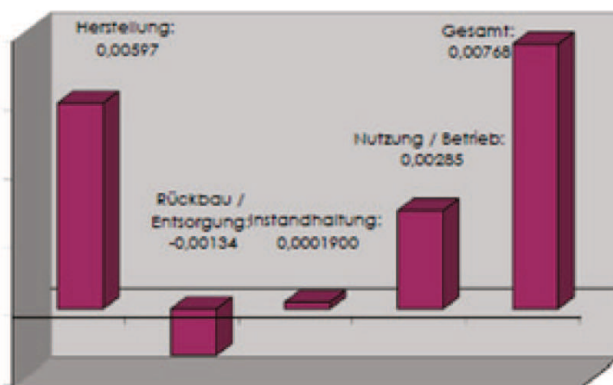 Herstellung:
0,00597
Rückbau /
Entsorgung:
-0,00134
Instandhaltung:
0,0001900
Nutzung / Betrieb:
0,00285
Gesamt:
0,00768